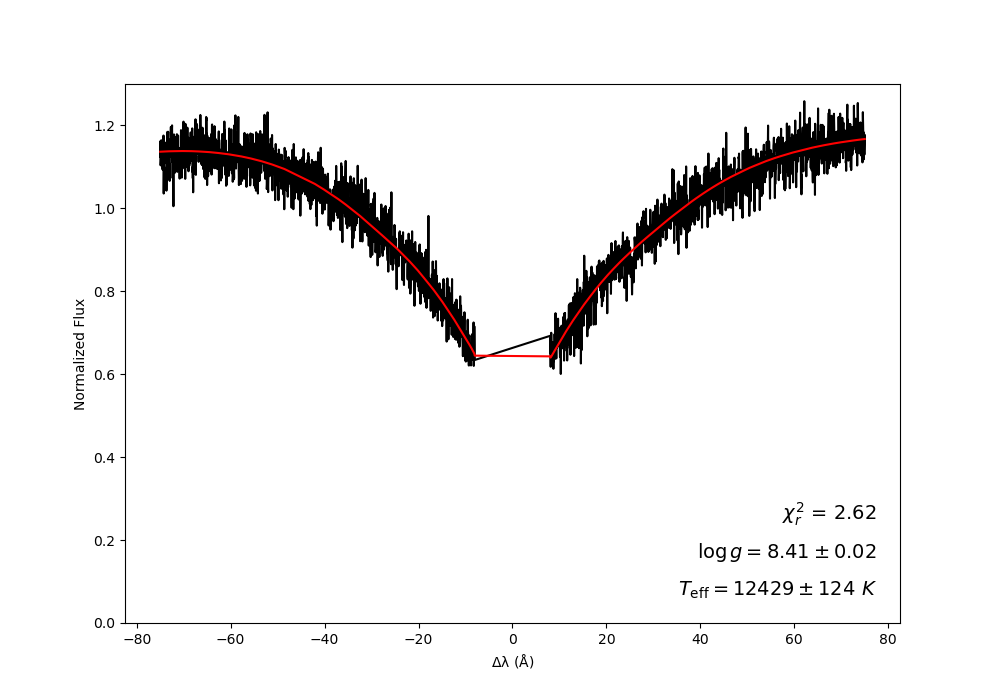 1.2
1.0
0.8
0.6
0.4
0.2
0.0
Normalized Flux
χ²ᵣ = 2.62
log g = 8.41 ± 0.02
T_eff = 12429 ± 124 K
−80 −60 −40 −20 0 20 40 60 80
Δλ (Å)